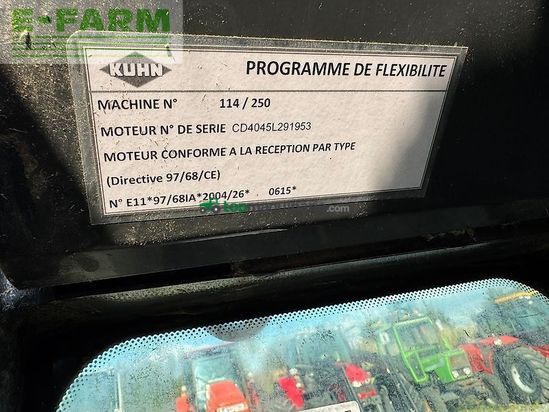 E-FARM
KUHN
PROGRAMME DE FLEXIBILITE
MACHINE N° 114 / 250
MOTEUR N° DE SERIE CD4045L291953
MOTEUR CONFORME A LA RECEPTION PAR TYPE
(Directive 97/68/CE)
N° E11*97/68IA*2004/26* 0615*
.com